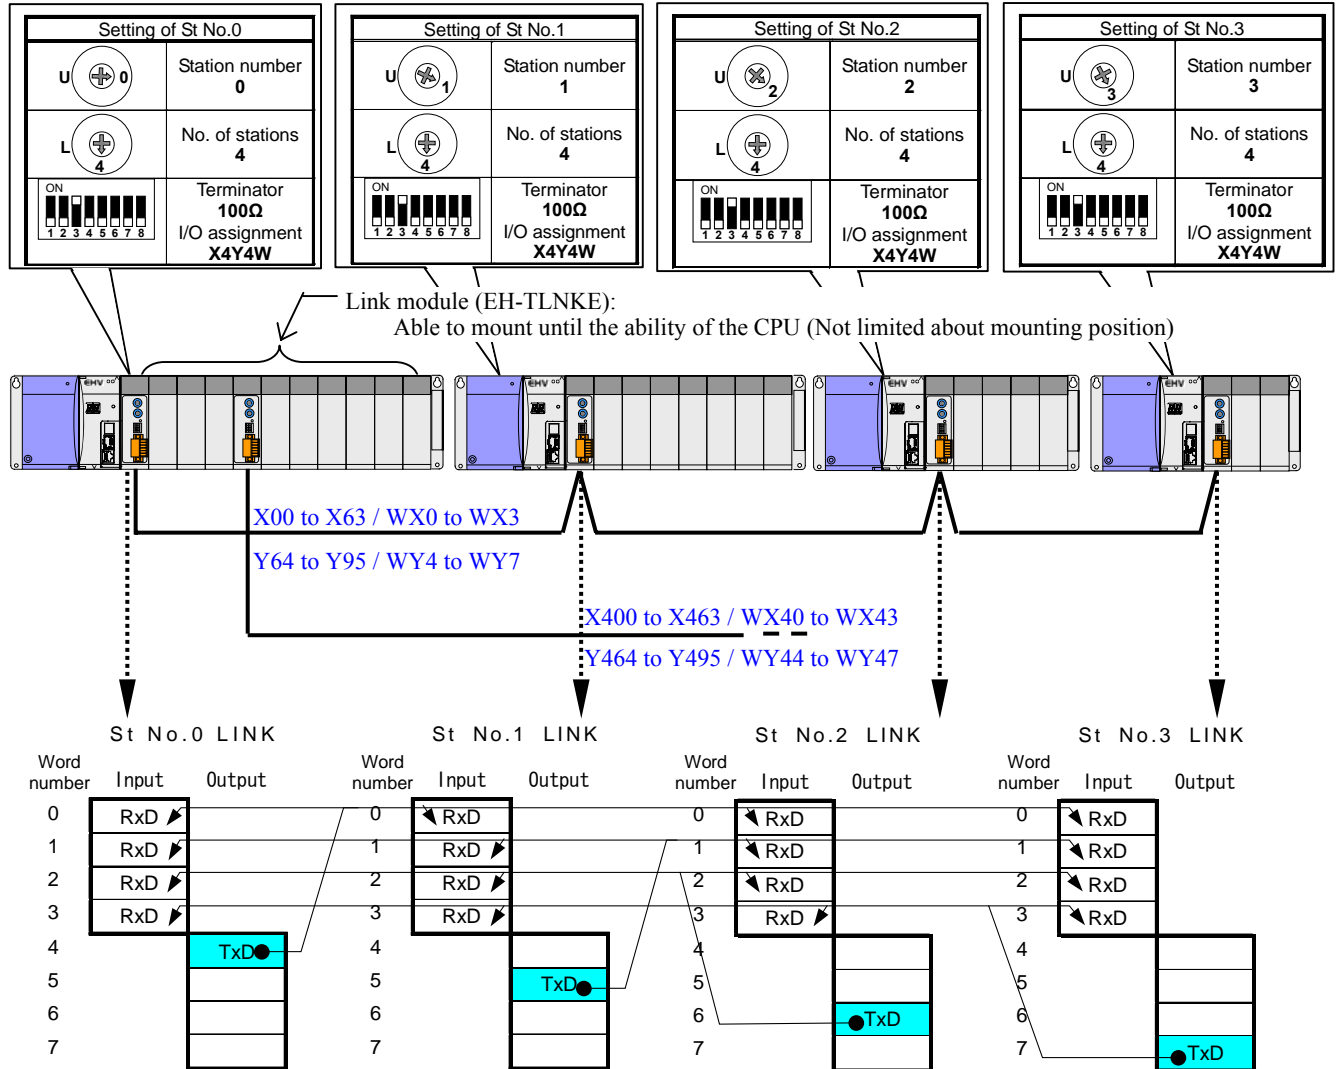 Setting of St No.0
U 0
Station number
0
L 4
No. of stations
4
ON
1 2 3 4 5 6 7 8
Terminator
100Ω
I/O assignment
X4Y4W
Setting of St No.1
U 1
Station number
1
L 4
No. of stations
4
ON
1 2 3 4 5 6 7 8
Terminator
100Ω
I/O assignment
X4Y4W
Setting of St No.2
U 2
Station number
2
L 4
No. of stations
4
ON
1 2 3 4 5 6 7 8
Terminator
100Ω
I/O assignment
X4Y4W
Setting of St No.3
U 3
Station number
3
L 4
No. of stations
4
ON
1 2 3 4 5 6 7 8
Terminator
100Ω
I/O assignment
X4Y4W
Link module (EH-TLNKE):
Able to mount until the ability of the CPU (Not limited about mounting position)
EHV
EHV
EHV
EHV
X00 to X63 / WX0 to WX3
Y64 to Y95 / WY4 to WY7
X400 to X463 / WX40 to WX43
Y464 to Y495 / WY44 to WY47
St No.0 LINK
Word number Input Output
0 RxD
1 RxD
2 RxD
3 RxD
4 TxD
5
6
7
St No.1 LINK
Word number Input Output
0 RxD
1 RxD
2 RxD
3 RxD
4
5 TxD
6
7
St No.2 LINK
Word number Input Output
0 RxD
1 RxD
2 RxD
3 RxD
4
5
6 TxD
7
St No.3 LINK
Word number Input Output
0 RxD
1 RxD
2 RxD
3 RxD
4
5
6
7 TxD